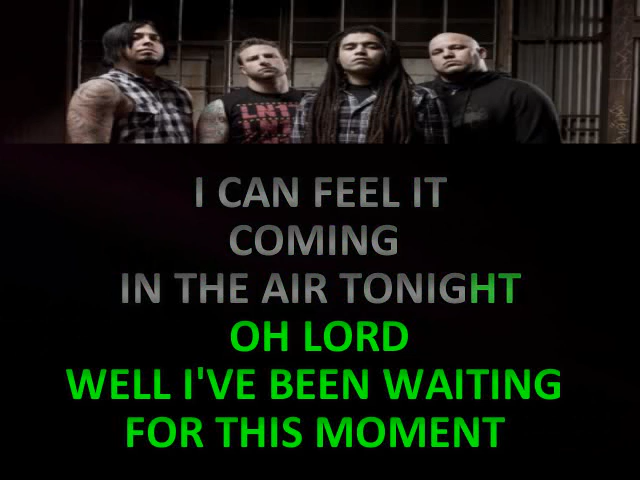 I CAN FEEL IT
COMING
IN THE AIR TONIGHT
OH LORD
WELL I'VE BEEN WAITING
FOR THIS MOMENT